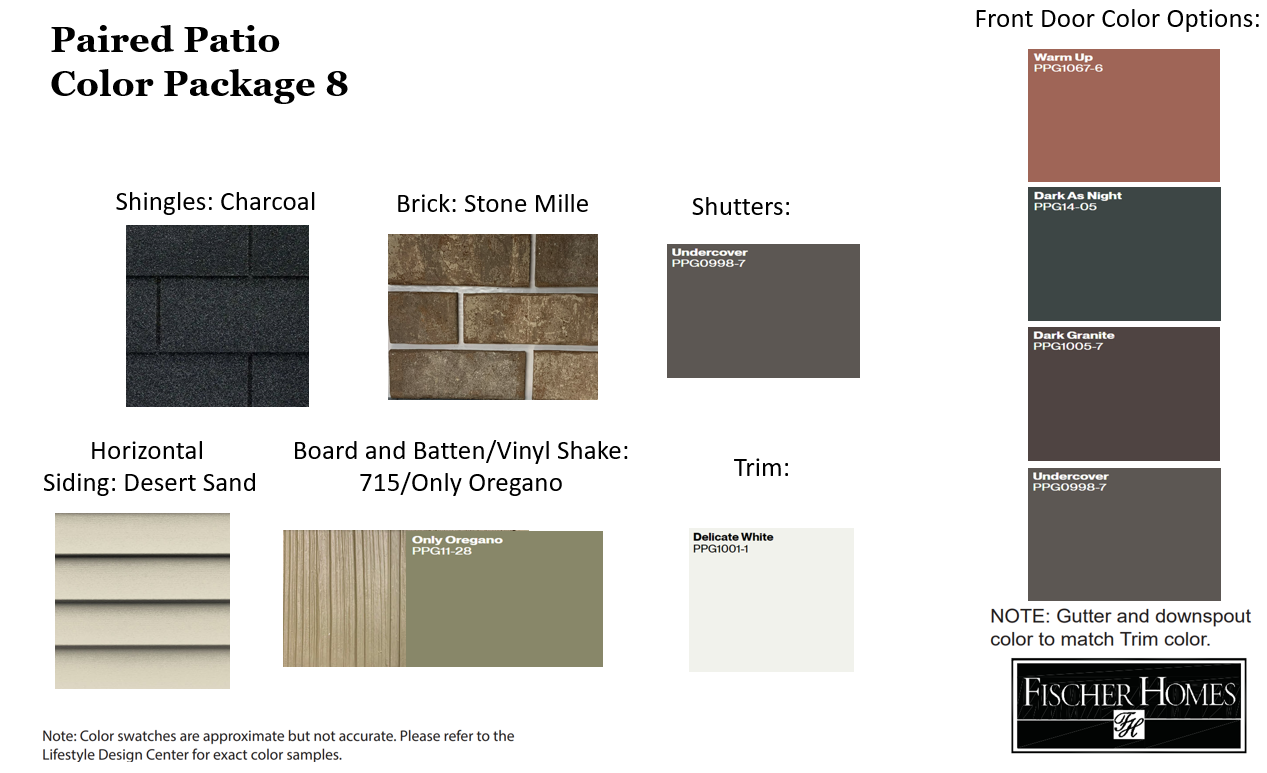 Paired Patio
Color Package 8
Front Door Color Options:
Warm Up
PPG1067-6
Dark As Night
PPG14-05
Dark Granite
PPG1005-7
Undercover
PPG0998-7
NOTE: Gutter and downspout
color to match Trim color.
FISCHER HOMES
FH
Shingles: Charcoal
Brick: Stone Mille
Shutters:
Undercover
PPG0998-7
Horizontal
Siding: Desert Sand
Board and Batten/Vinyl Shake:
715/Only Oregano
Only Oregano
PPG11-28
Trim:
Delicate White
PPG1001-1
Note: Color swatches are approximate but not accurate. Please refer to the
Lifestyle Design Center for exact color samples.